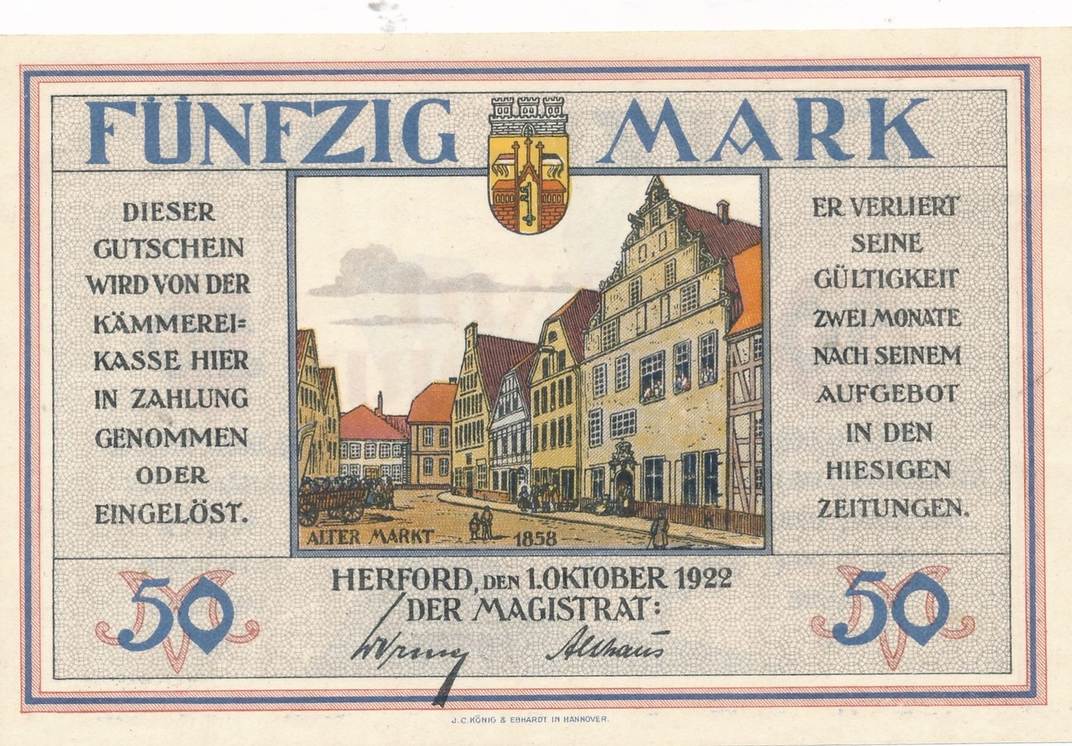 FÜNFZIG MARK
DIESER
GUTSCHEIN
WIRD VON DER
KÄMMEREI=
KASSE HIER
IN ZAHLUNG
GENOMMEN
ODER
EINGELÖST.
ER VERLIERT
SEINE
GÜLTIGKEIT
ZWEI MONATE
NACH SEINEM
AUFGEBOT
IN DEN
HIESIGEN
ZEITUNGEN.
ALTER MARKT 1858
50
HERFORD, DEN 1. OKTOBER 1922
DER MAGISTRAT:
Althaus
50
J.C. KÖNIG & EBHARDT IN HANNOVER.